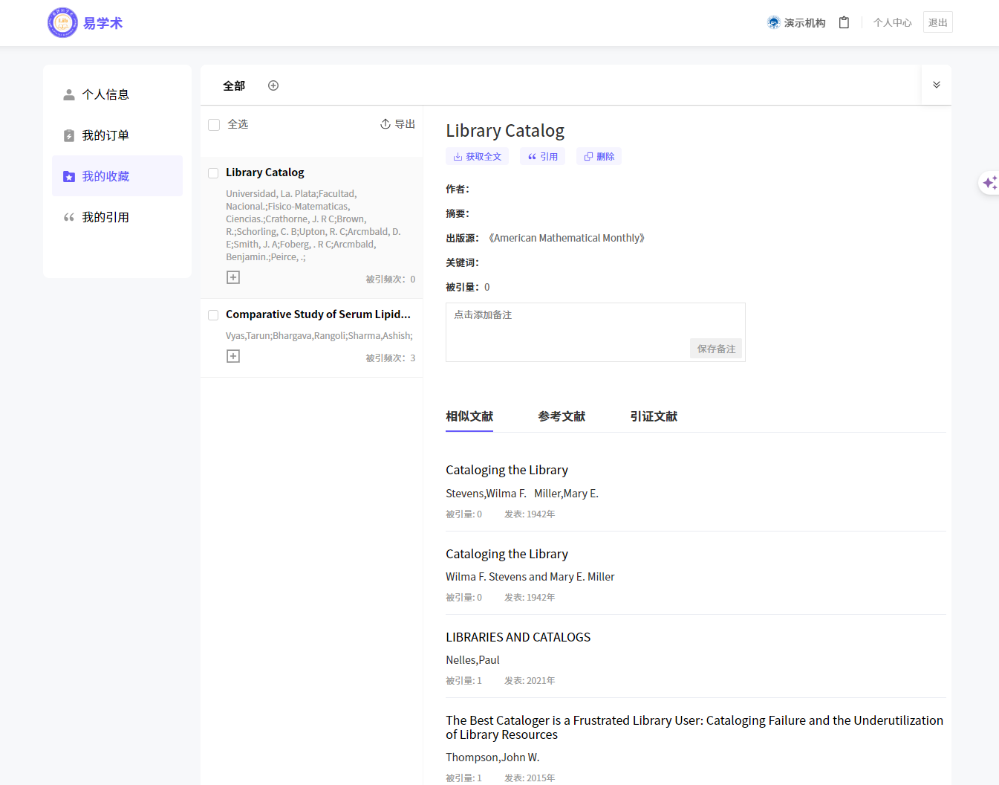 易学术
演示机构
个人中心
退出
个人信息
我的订单
我的收藏
我的引用
全部
全选
导出
Library Catalog
Universidad, La. Plata;Facultad,
Nacional.;Fisico-Matematicas,
Ciencias.;Crathorne, J. R C;Brown,
R.;Schorling, C. B;Upton, R. C;Arcmbald, D.
E;Smith, J. A;Foberg, . R C;Arcmbald,
Benjamin.;Peirce, .;
被引频次：0
Comparative Study of Serum Lipid...
Vyas,Tarun;Bhargava,Rangoli;Sharma,Ashish;
被引频次：3
Library Catalog
获取全文
引用
删除
作者：
摘要：
出版源： 《American Mathematical Monthly》
关键词：
被引量：0
点击添加备注
保存备注
相似文献
参考文献
引证文献
Cataloging the Library
Stevens,Wilma F. Miller,Mary E.
被引量: 0 发表: 1942年
Cataloging the Library
Wilma F. Stevens and Mary E. Miller
被引量: 0 发表: 1942年
LIBRARIES AND CATALOGS
Nelles,Paul
被引量: 1 发表: 2021年
The Best Cataloger is a Frustrated Library User: Cataloging Failure and the Underutilization
of Library Resources
Thompson,John W.
被引量: 1 发表: 2015年